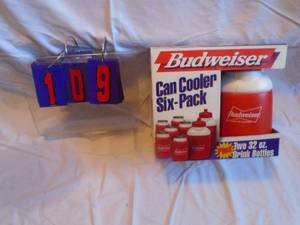 109
Budweiser
Can Cooler
Six-Pack
Budweiser
Two 32 oz.
Drink Bottles